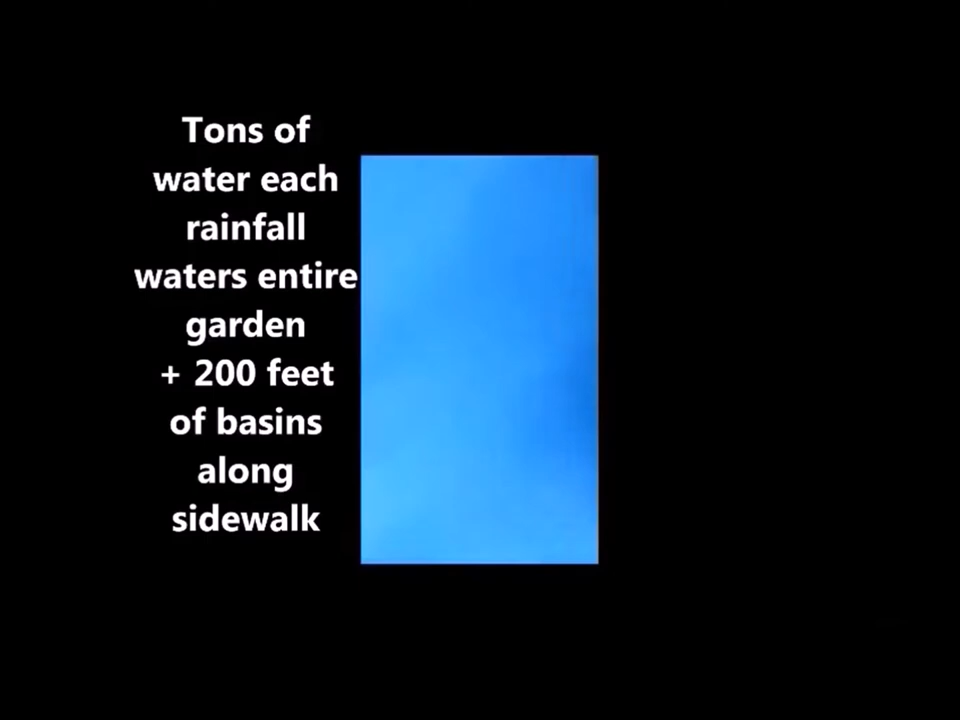 Tons of
water each
rainfall
waters entire
garden
+ 200 feet
of basins
along
sidewalk